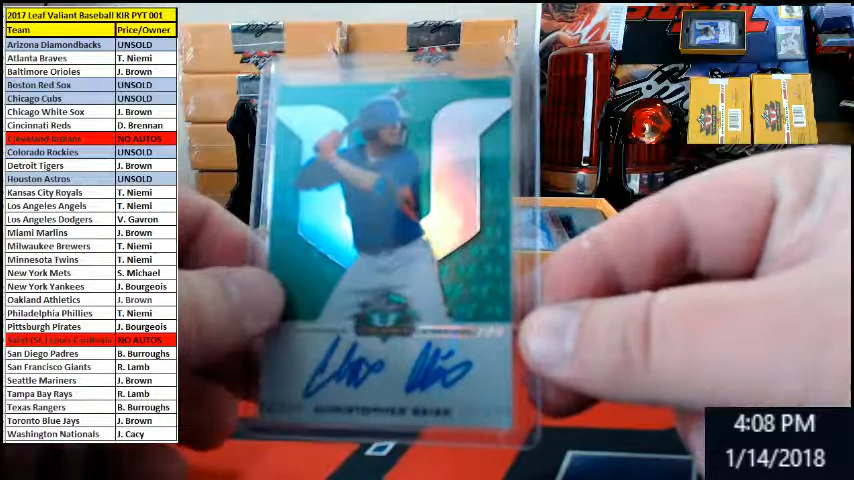 2017 Leaf Valiant Baseball KIR PYT 001
Team Price/Owner
Arizona Diamondbacks UNSOLD
Atlanta Braves T. Niemi
Baltimore Orioles J. Brown
Boston Red Sox UNSOLD
Chicago Cubs UNSOLD
Chicago White Sox J. Brown
Cincinnati Reds D. Brennan
Cleveland Indians NO AUTOS
Colorado Rockies UNSOLD
Detroit Tigers J. Brown
Houston Astros UNSOLD
Kansas City Royals T. Niemi
Los Angeles Angels T. Niemi
Los Angeles Dodgers V. Gavron
Miami Marlins J. Brown
Milwaukee Brewers T. Niemi
Minnesota Twins T. Niemi
New York Mets S. Michael
New York Yankees J. Bourgeois
Oakland Athletics J. Brown
Philadelphia Phillies T. Niemi
Pittsburgh Pirates J. Bourgeois
Saint (St.) Louis Cardinals NO AUTOS
San Diego Padres B. Burroughs
San Francisco Giants R. Lamb
Seattle Mariners J. Brown
Tampa Bay Rays R. Lamb
Texas Rangers B. Burroughs
Toronto Blue Jays J. Brown
Washington Nationals J. Cacy
CHRISTOPHER SEISE
4:08 PM
1/14/2018